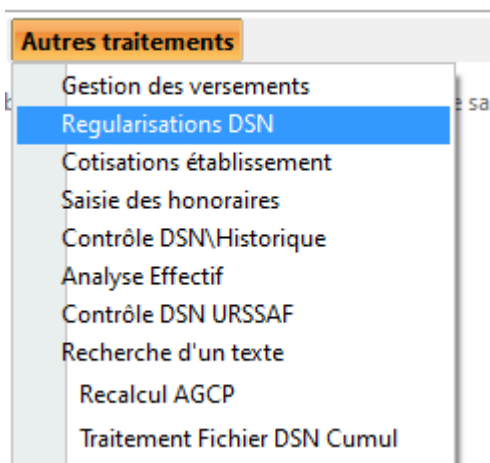 Autres traitements
Gestion des versements
Regularisations DSN
Cotisations établissement
Saisie des honoraires
Contrôle DSN\Historique
Analyse Effectif
Contrôle DSN URSSAF
Recherche d'un texte
Recalcul AGCP
Traitement Fichier DSN Cumul